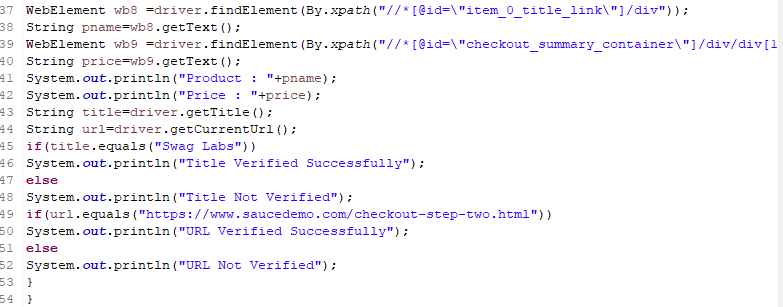 37 WebElement wb8 =driver.findElement(By.xpath("//*[@id=\"item_0_title_link\"]/div"));
38 String pname=wb8.getText();
39 WebElement wb9 =driver.findElement(By.xpath("//*[@id=\"checkout_summary_container\"]/div/div[1
40 String price=wb9.getText();
41 System.out.println("Product : "+pname);
42 System.out.println("Price : "+price);
43 String title=driver.getTitle();
44 String url=driver.getCurrentUrl();
45 if(title.equals("Swag Labs"))
46 System.out.println("Title Verified Successfully");
47 else
48 System.out.println("Title Not Verified");
49 if(url.equals("https://www.saucedemo.com/checkout-step-two.html"))
50 System.out.println("URL Verified Successfully");
51 else
52 System.out.println("URL Not Verified");
53 }
54 }